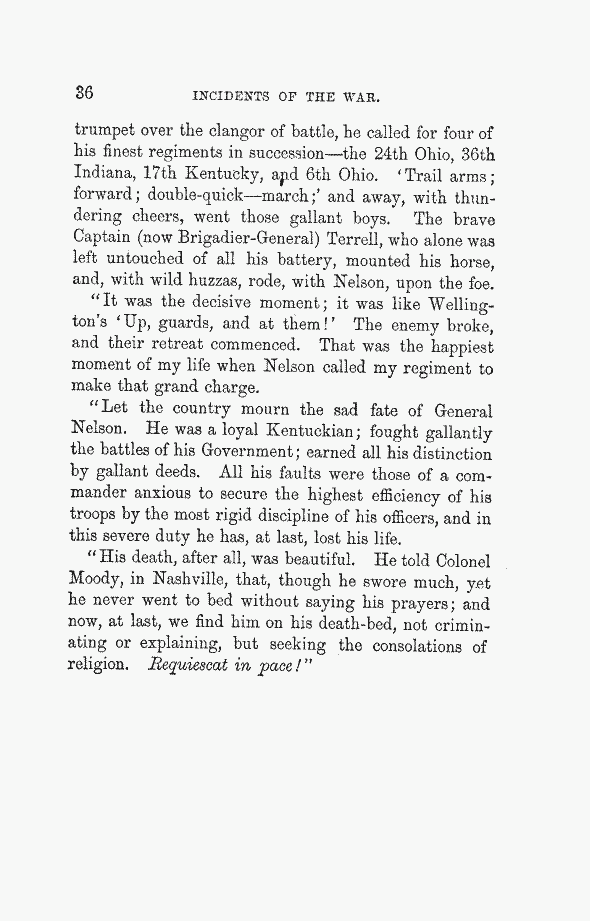 36 INCIDENTS OF THE WAR.
trumpet over the clangor of battle, he called for four of
his finest regiments in succession—the 24th Ohio, 36th
Indiana, 17th Kentucky, and 6th Ohio. ‘Trail arms;
forward; double-quick—march;’ and away, with thun-
dering cheers, went those gallant boys. The brave
Captain (now Brigadier-General) Terrell, who alone was
left untouched of all his battery, mounted his horse,
and, with wild huzzas, rode, with Nelson, upon the foe.
“It was the decisive moment; it was like Welling-
ton's ‘Up, guards, and at them!’ The enemy broke,
and their retreat commenced. That was the happiest
moment of my life when Nelson called my regiment to
make that grand charge.
“Let the country mourn the sad fate of General
Nelson. He was a loyal Kentuckian; fought gallantly
the battles of his Government; earned all his distinction
by gallant deeds. All his faults were those of a com-
mander anxious to secure the highest efficiency of his
troops by the most rigid discipline of his officers, and in
this severe duty he has, at last, lost his life.
“His death, after all, was beautiful. He told Colonel
Moody, in Nashville, that, though he swore much, yet
he never went to bed without saying his prayers; and
now, at last, we find him on his death-bed, not crimin-
ating or explaining, but seeking the consolations of
religion. Requiescat in pace!”